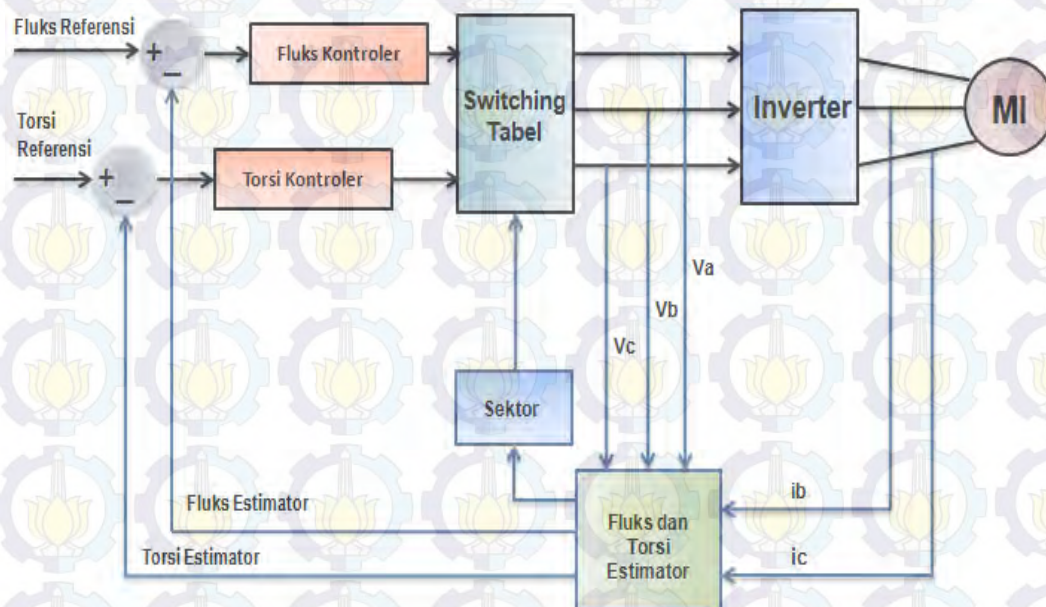 Fluks Referensi
+
−
Fluks Kontroler
Torsi
Referensi
+
−
Torsi Kontroler
Switching
Tabel
Inverter
MI
Va
Vb
Vc
Sektor
Fluks Estimator
Torsi Estimator
Fluks dan
Torsi
Estimator
ib
ic